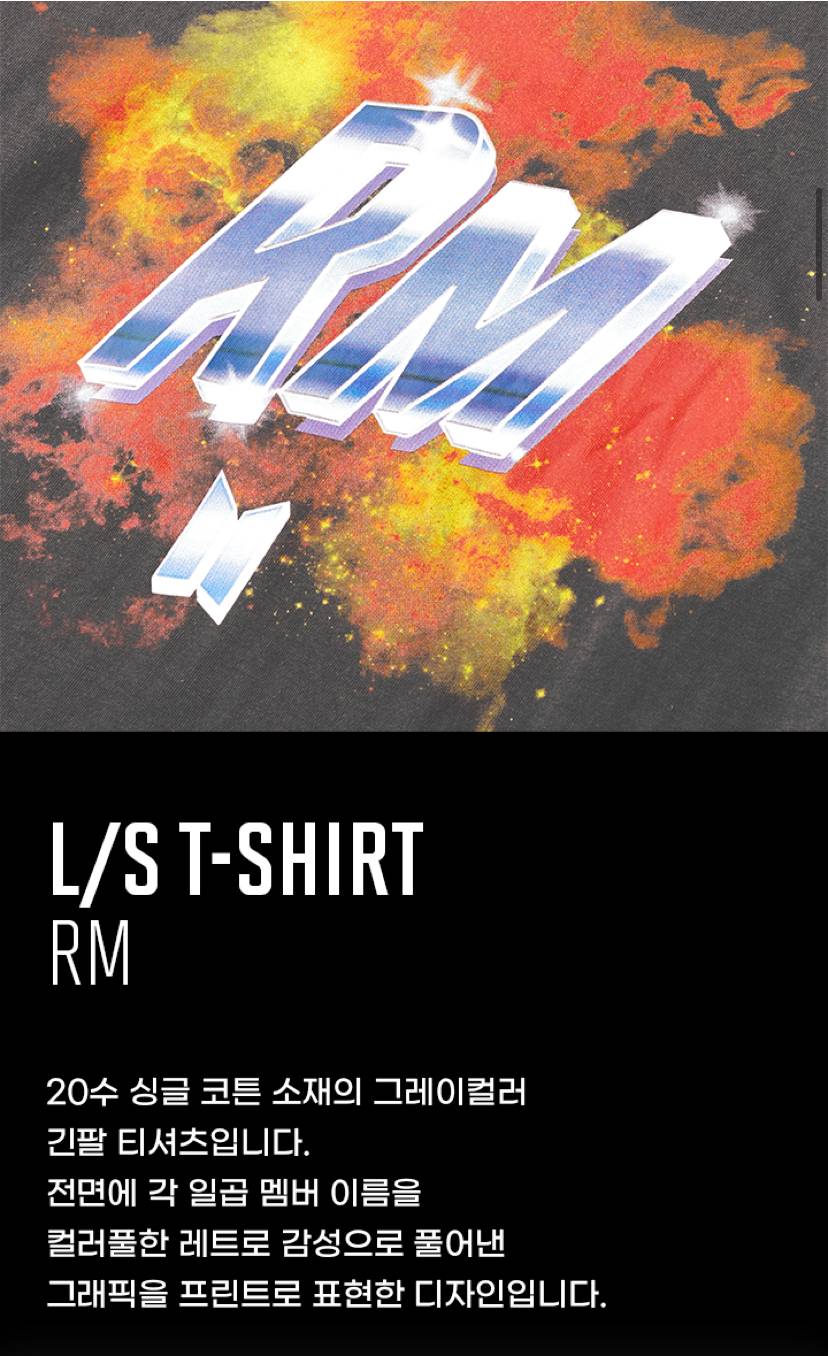 RM
L/S T-SHIRT
RM
20수 싱글 코튼 소재의 그레이컬러
긴팔 티셔츠입니다.
전면에 각 일곱 멤버 이름을
컬러풀한 레트로 감성으로 풀어낸
그래픽을 프린트로 표현한 디자인입니다.